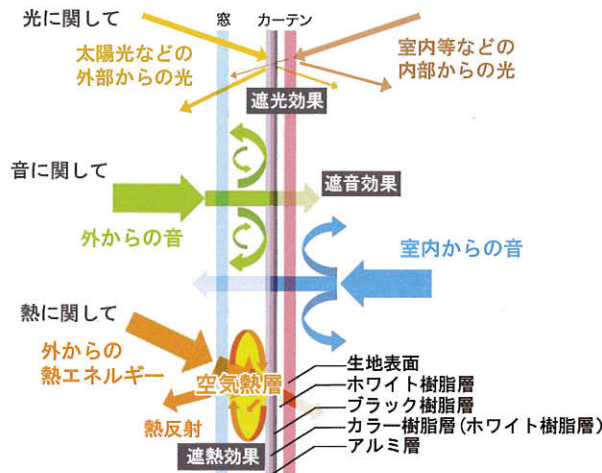 光に関して
窓
カーテン
太陽光などの
外部からの光
室内等などの
内部からの光
遮光効果
音に関して
遮音効果
外からの音
室内からの音
熱に関して
外からの
熱エネルギー
空気熱層
熱反射
遮熱効果
生地表面
ホワイト樹脂層
ブラック樹脂層
カラー樹脂層(ホワイト樹脂層)
アルミ層